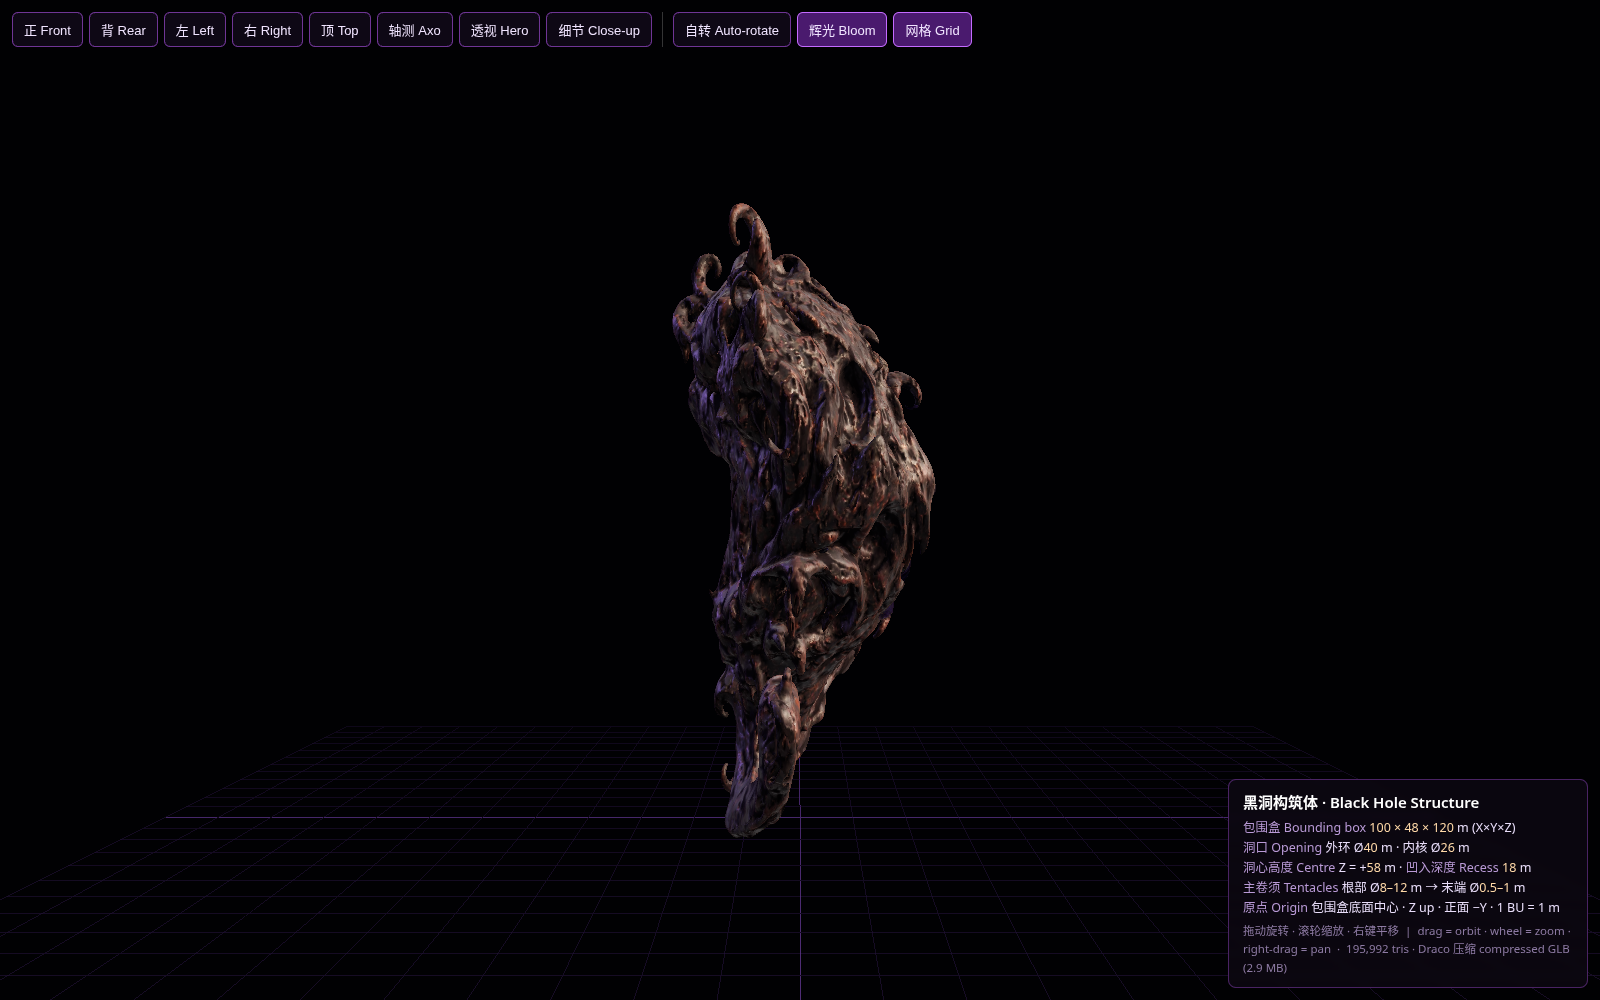 正 Front 背 Rear 左 Left 右 Right 顶 Top 轴测 Axo 透视 Hero 细节 Close-up 自转 Auto-rotate 辉光 Bloom 网格 Grid
黑洞构筑体 · Black Hole Structure
包围盒 Bounding box 100 × 48 × 120 m (X×Y×Z)
洞口 Opening 外环 Ø40 m · 内核 Ø26 m
洞心高度 Centre Z = +58 m · 凹入深度 Recess 18 m
主卷须 Tentacles 根部 Ø8–12 m → 末端 Ø0.5–1 m
原点 Origin 包围盒底面中心 · Z up · 正面 −Y · 1 BU = 1 m
拖动旋转 · 滚轮缩放 · 右键平移 | drag = orbit · wheel = zoom ·
right-drag = pan · 195,992 tris · Draco 压缩 compressed GLB
(2.9 MB)